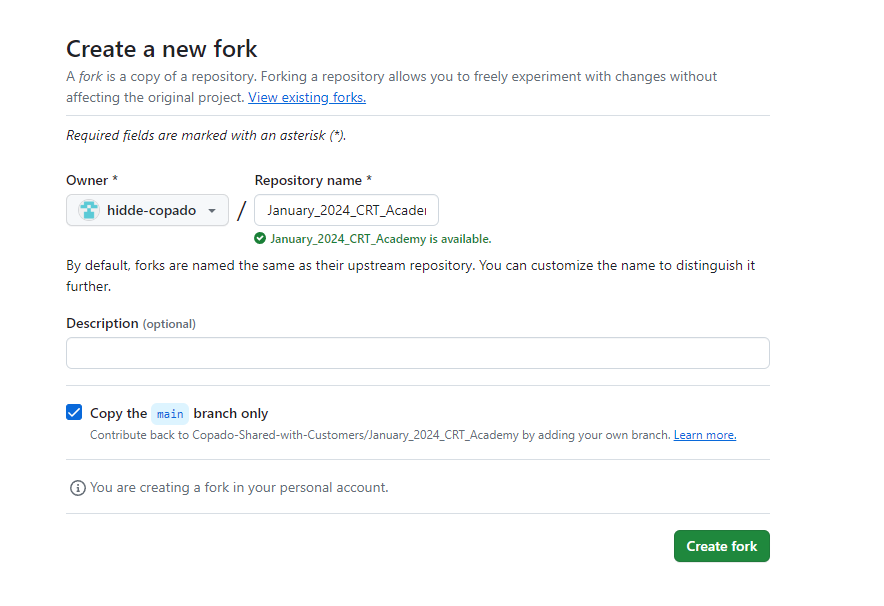 Create a new fork
A fork is a copy of a repository. Forking a repository allows you to freely experiment with changes without
affecting the original project. View existing forks.
Required fields are marked with an asterisk (*).
Owner *
Repository name *
hidde-copado
/
January_2024_CRT_Acader
January_2024_CRT_Academy is available.
By default, forks are named the same as their upstream repository. You can customize the name to distinguish it
further.
Description (optional)
Copy the main branch only
Contribute back to Copado-Shared-with-Customers/January_2024_CRT_Academy by adding your own branch. Learn more.
You are creating a fork in your personal account.
Create fork